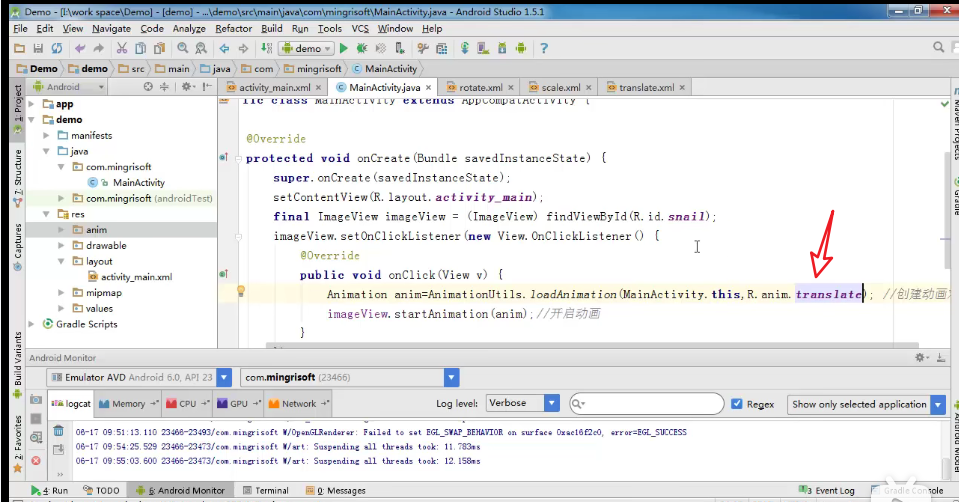 Demo - [I:\work space\Demo] - [demo] - ...\demo\src\main\java\com\mingrisoft\MainActivity.java - Android Studio 1.5.1
File Edit View Navigate Code Analyze Refactor Build Run Tools VCS Window Help
demo
Demo demo src main java com mingrisoft MainActivity
Android activity_main.xml MainActivity.java rotate.xml scale.xml translate.xml
1: Project
7: Structure
Captures
Build Variants
2: Favorites
Maven Projects
Gradle
Android Model
app
demo
manifests
java
com.mingrisoft
MainActivity
com.mingrisoft (androidTest)
res
anim
drawable
layout
activity_main.xml
mipmap
values
Gradle Scripts
class MainActivity extends AppCompatActivity {
@Override
protected void onCreate(Bundle savedInstanceState) {
super.onCreate(savedInstanceState);
setContentView(R.layout.activity_main);
final ImageView imageView = (ImageView) findViewById(R.id.snail);
imageView.setOnClickListener(new View.OnClickListener() {
@Override
public void onClick(View v) {
Animation anim=AnimationUtils.loadAnimation(MainActivity.this,R.anim.translate); //创建动画
imageView.startAnimation(anim);//开启动画
}
Android Monitor
Emulator AVD Android 6.0, API 23 com.mingrisoft (23466)
logcat Memory CPU GPU Network Log level: Verbose Regex Show only selected application
06-17 09:51:13.110 23466-23493/com.mingrisoft W/OpenGLRenderer: Failed to set EGL_SWAP_BEHAVIOR on surface 0xac16f2c0, error=EGL_SUCCESS
06-17 09:54:25.529 23466-23473/com.mingrisoft W/art: Suspending all threads took: 11.783ms
06-17 09:55:03.600 23466-23473/com.mingrisoft W/art: Suspending all threads took: 12.158ms
4: Run TODO 6: Android Monitor Terminal 0: Messages 3 Event Log Gradle Console